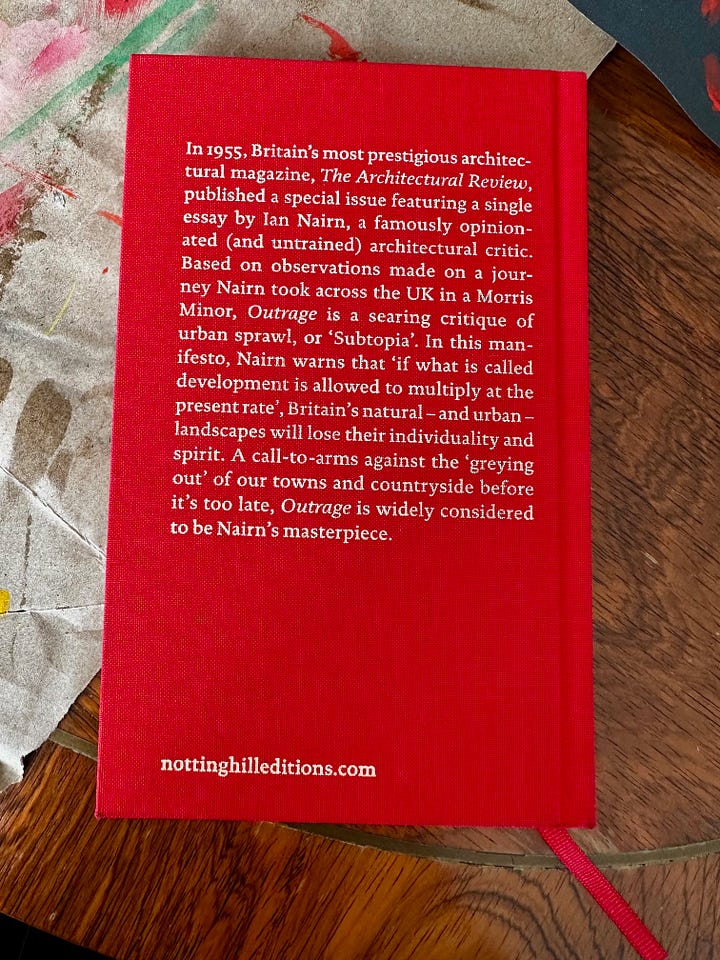 In 1955, Britain's most prestigious architec-
tural magazine, The Architectural Review,
published a special issue featuring a single
essay by Ian Nairn, a famously opinion-
ated (and untrained) architectural critic.
Based on observations made on a jour-
ney Nairn took across the UK in a Morris
Minor, Outrage is a searing critique of
urban sprawl, or ‘Subtopia’. In this man-
ifesto, Nairn warns that ‘if what is called
development is allowed to multiply at the
present rate’, Britain's natural – and urban –
landscapes will lose their individuality and
spirit. A call-to-arms against the ‘greying
out’ of our towns and countryside before
it's too late, Outrage is widely considered
to be Nairn's masterpiece.
nottinghilleditions.com